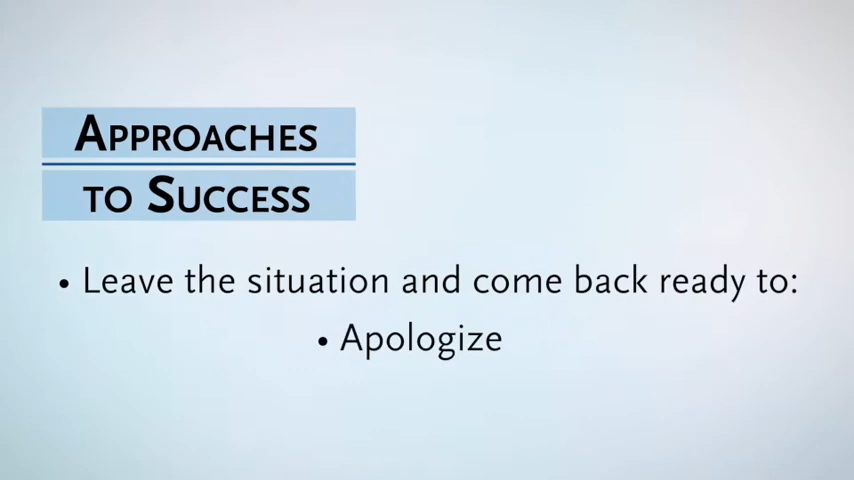 Approaches
to Success
• Leave the situation and come back ready to:
• Apologize